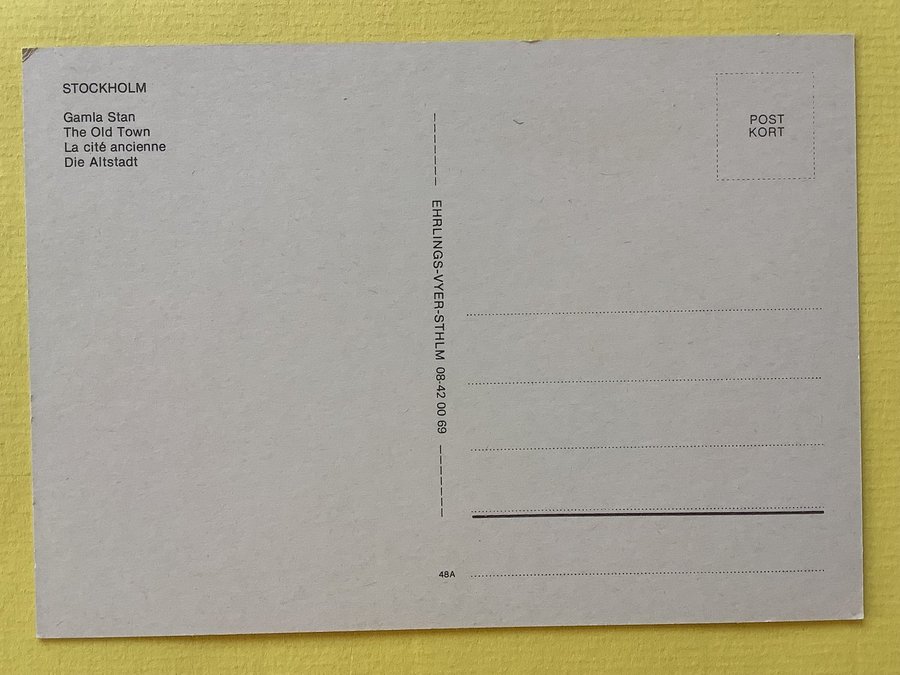 STOCKHOLM
Gamla Stan
The Old Town
La cité ancienne
Die Altstadt
EHRLINGS-VYER-STHLM 08-42 00 69
POST
KORT
48A